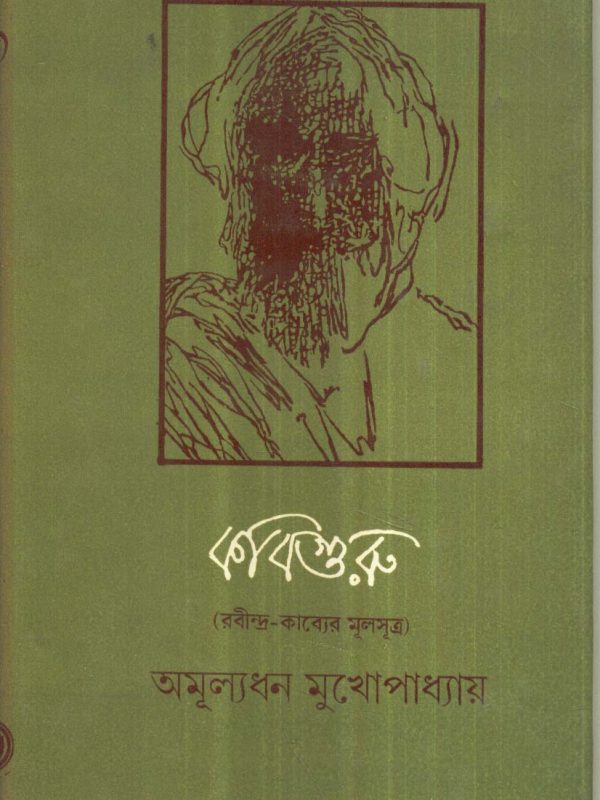 কবিগুরু
(রবীন্দ্র-কাব্যের মূলসূত্র)
অমূল্যধন মুখোপাধ্যায়